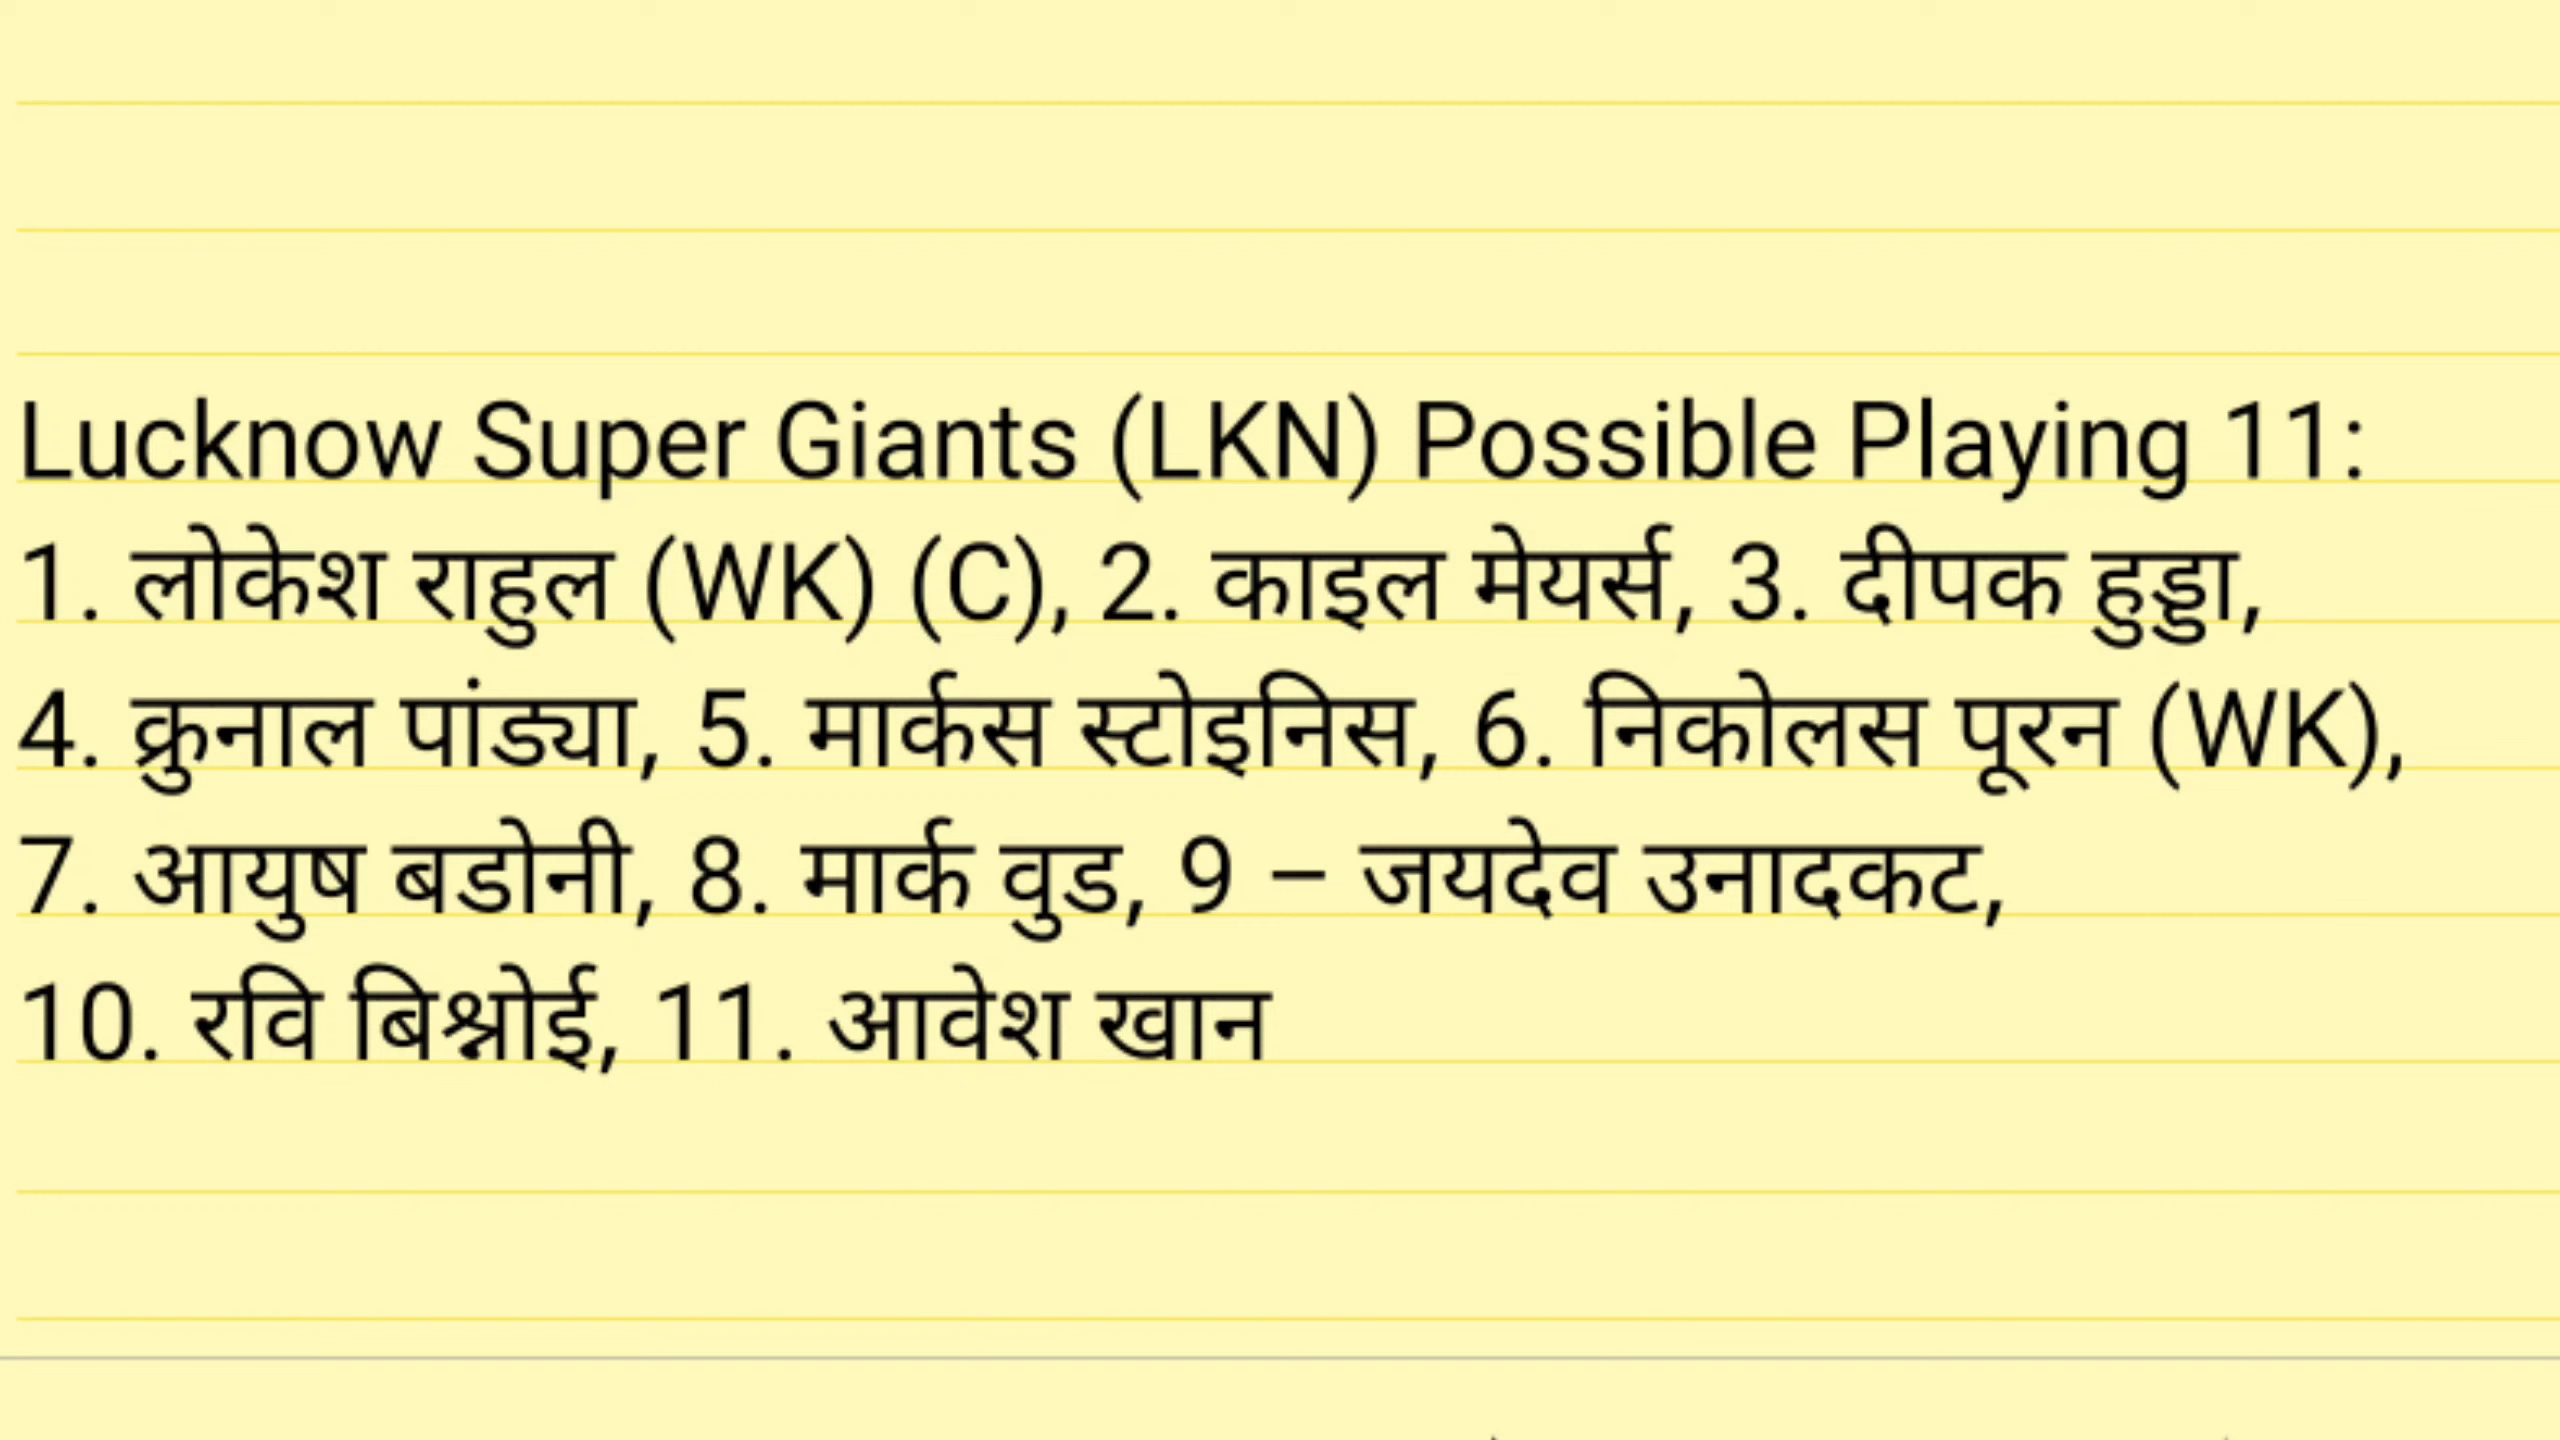 Lucknow Super Giants (LKN) Possible Playing 11:
1. लोकेश राहुल (WK) (C), 2. काइल मेयर्स, 3. दीपक हुड्डा,
4. क्रुनाल पांड्या, 5. मार्कस स्टोइनिस, 6. निकोलस पूरन (WK),
7. आयुष बडोनी, 8. मार्क वुड, 9 – जयदेव उनादकट,
10. रवि बिश्नोई, 11. आवेश खान